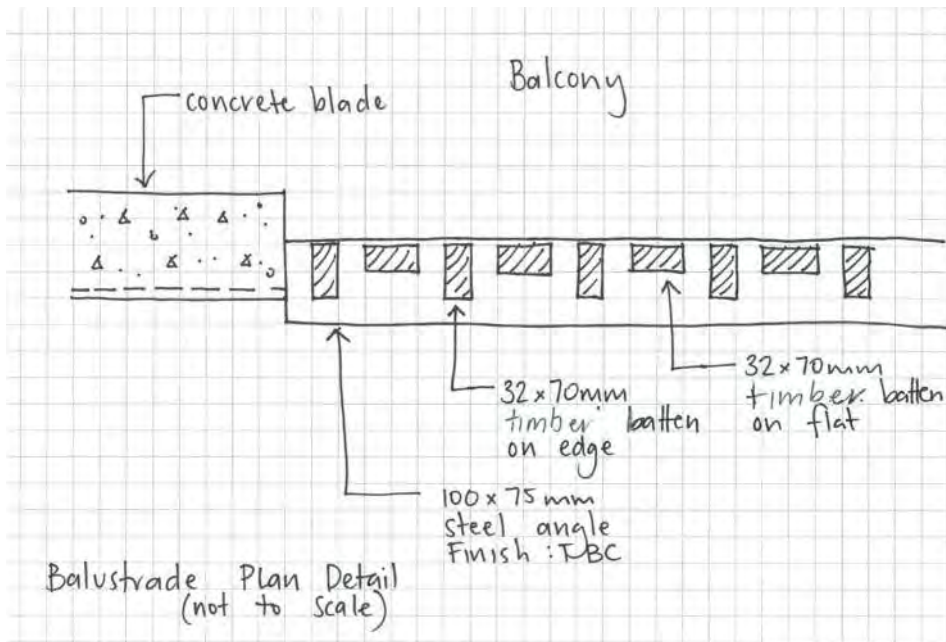 Balcony
concrete blade
32 x 70mm
timber batten
on edge
32 x 70mm
timber batten
on flat
100 x 75 mm
steel angle
Finish : TBC
Balustrade Plan Detail
(not to scale)